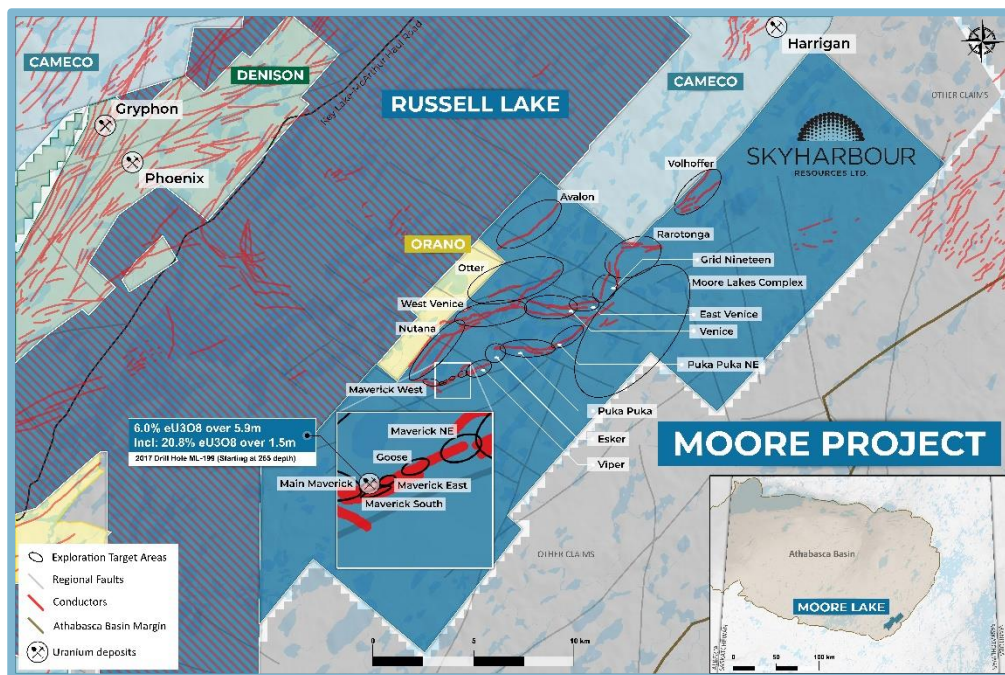 CAMECO
DENISON
Gryphon
Phoenix
Key Lake-McArthur Haul Road
RUSSELL LAKE
CAMECO
Harrigan
OTHER CLAIMS
SKYHARBOUR
RESOURCES LTD.
Volhoffer
Avalon
ORANO
Otter
Rarotonga
Grid Nineteen
Moore Lakes Complex
West Venice
Nutana
East Venice
Venice
Puka Puka NE
Maverick West
Puka Puka
Esker
Viper
6.0% eU3O8 over 5.9m
Incl: 20.8% eU3O8 over 1.5m
2017 Drill Hole ML-199 (Starting at 265 depth)
Maverick NE
Goose
Main Maverick
Maverick East
Maverick South
MOORE PROJECT
OTHER CLAIMS
Exploration Target Areas
Regional Faults
Conductors
Athabasca Basin Margin
Uranium deposits
0 5 10 km
Athabasca Basin
MOORE LAKE
ALBERTA
SASKATCHEWAN
SASKATCHEWAN
MANITOBA
0 50 100 km